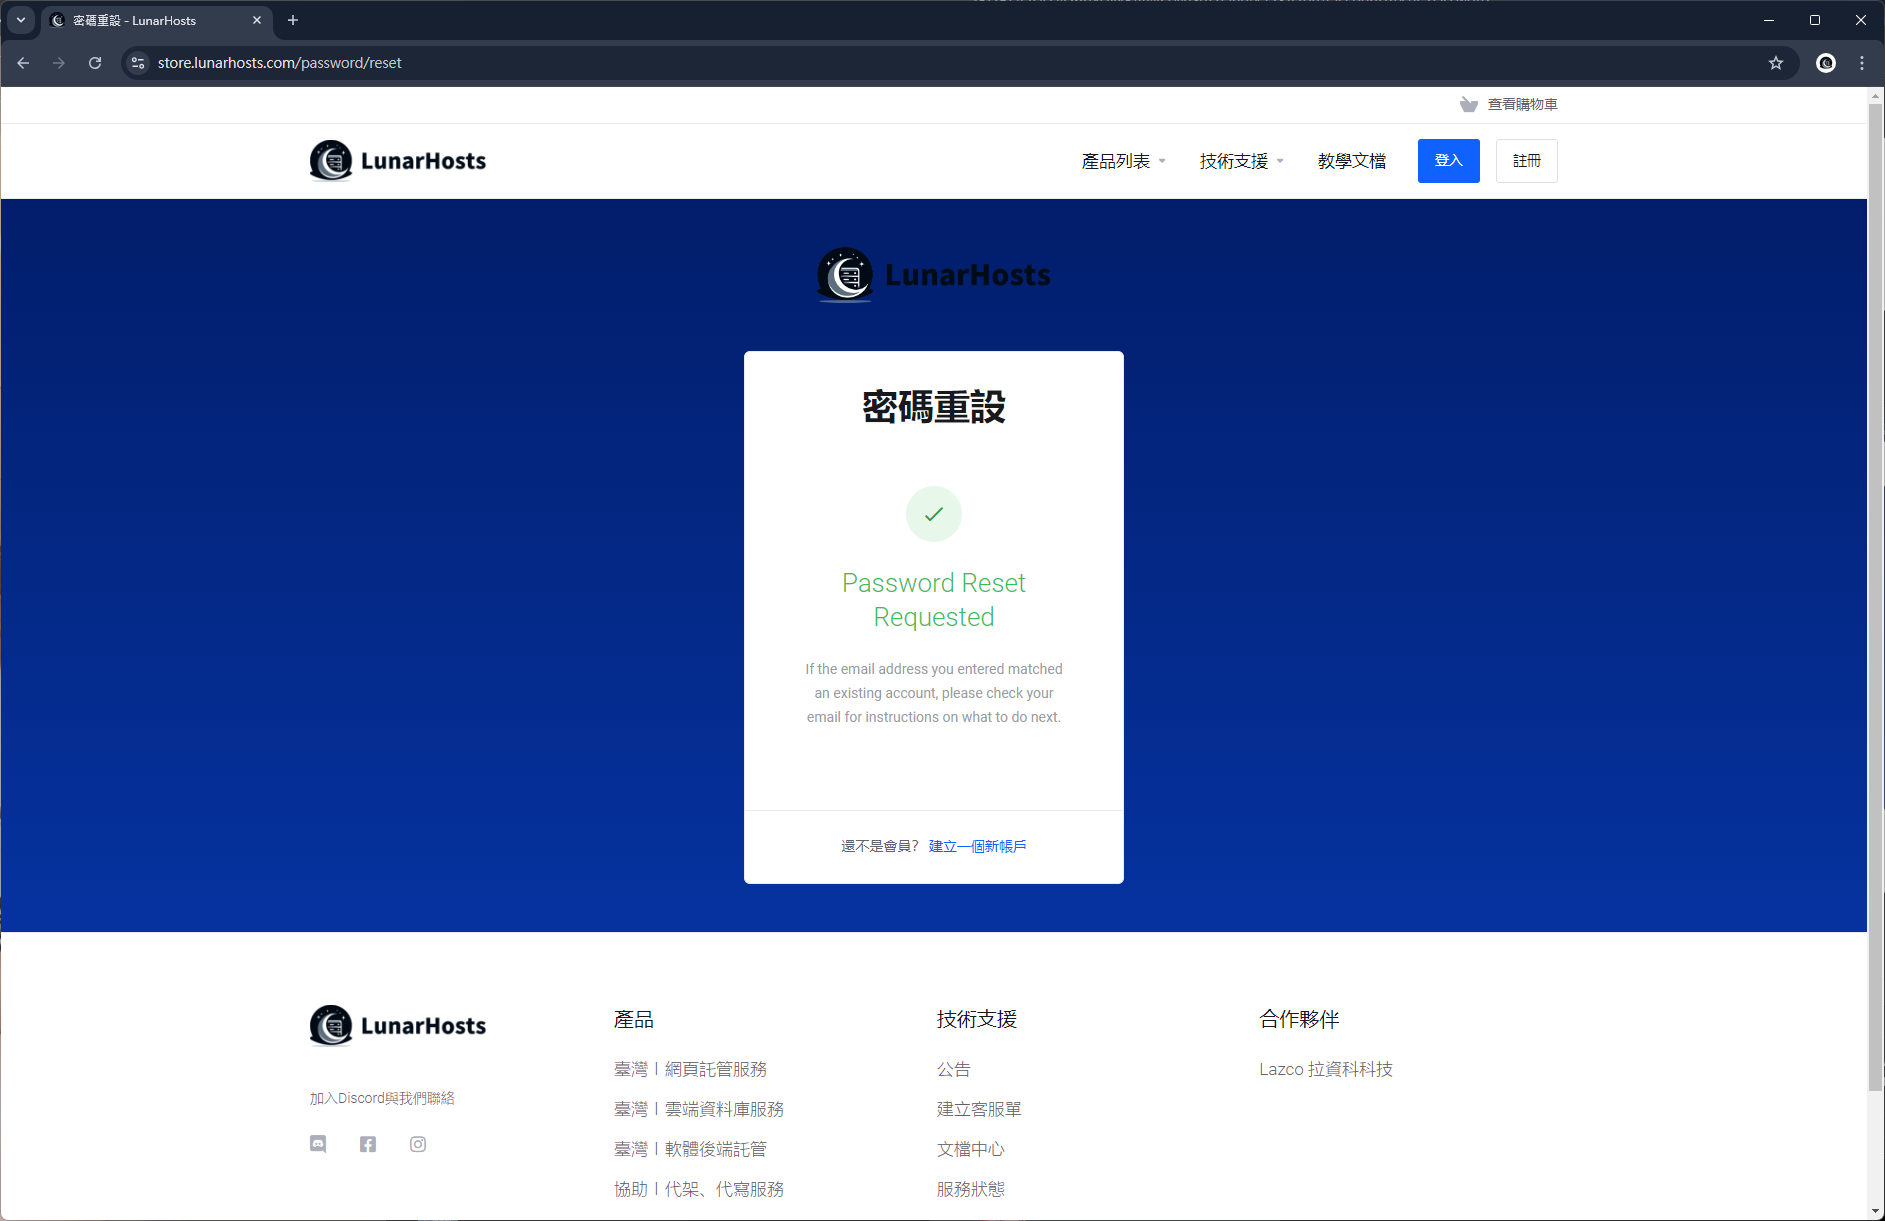 密碼重設 - LunarHosts
store.lunarhosts.com/password/reset
查看購物車
LunarHosts
產品列表
技術支援
教學文檔
登入
註冊
LunarHosts
密碼重設
Password Reset
Requested
If the email address you entered matched
an existing account, please check your
email for instructions on what to do next.
還不是會員? 建立一個新帳戶
LunarHosts
加入Discord與我們聯絡
產品
臺灣 | 網頁託管服務
臺灣 | 雲端資料庫服務
臺灣 | 軟體後端託管
協助 | 代架、代寫服務
技術支援
公告
建立客服單
文檔中心
服務狀態
合作夥伴
Lazco 拉資科科技